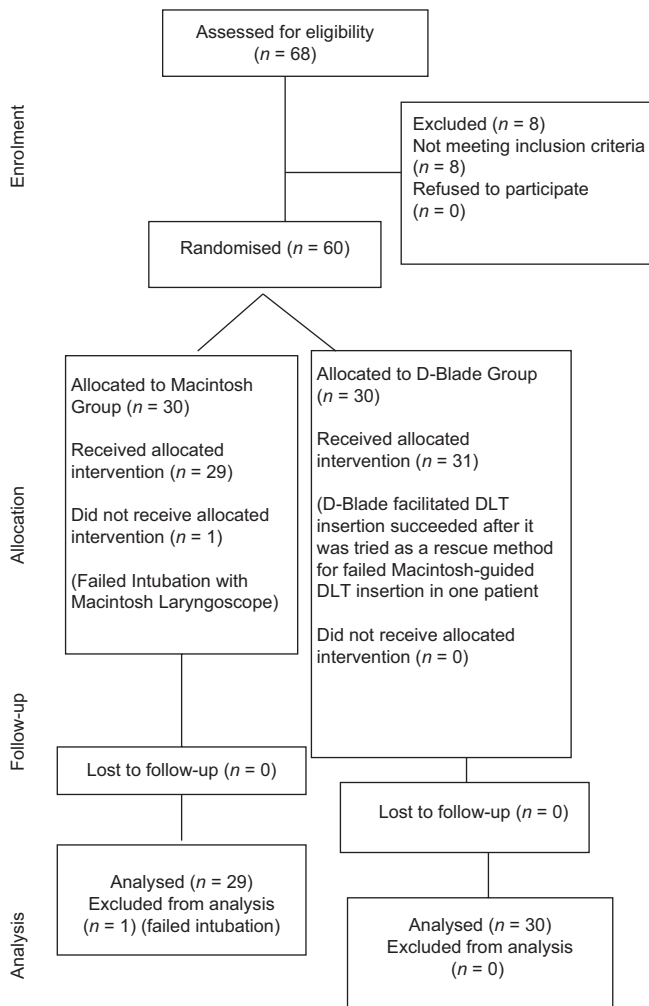 Assessed for eligibility
(n = 68)
Enrolment
Excluded (n = 8)
Not meeting inclusion criteria
(n = 8)
Refused to participate
(n = 0)
Randomised (n = 60)
Allocation
Allocated to Macintosh
Group (n = 30)
Received allocated
intervention (n = 29)
Did not receive allocated
intervention (n = 1)
(Failed Intubation with
Macintosh Laryngoscope)
Allocated to D-Blade Group
(n = 30)
Received allocated
intervention (n = 31)
(D-Blade facilitated DLT
insertion succeeded after it
was tried as a rescue method
for failed Macintosh-guided
DLT insertion in one patient
Did not receive allocated
intervention (n = 0)
Follow-up
Lost to follow-up (n = 0)
Lost to follow-up (n = 0)
Analysis
Analysed (n = 29)
Excluded from analysis
(n = 1) (failed intubation)
Analysed (n = 30)
Excluded from analysis
(n = 0)